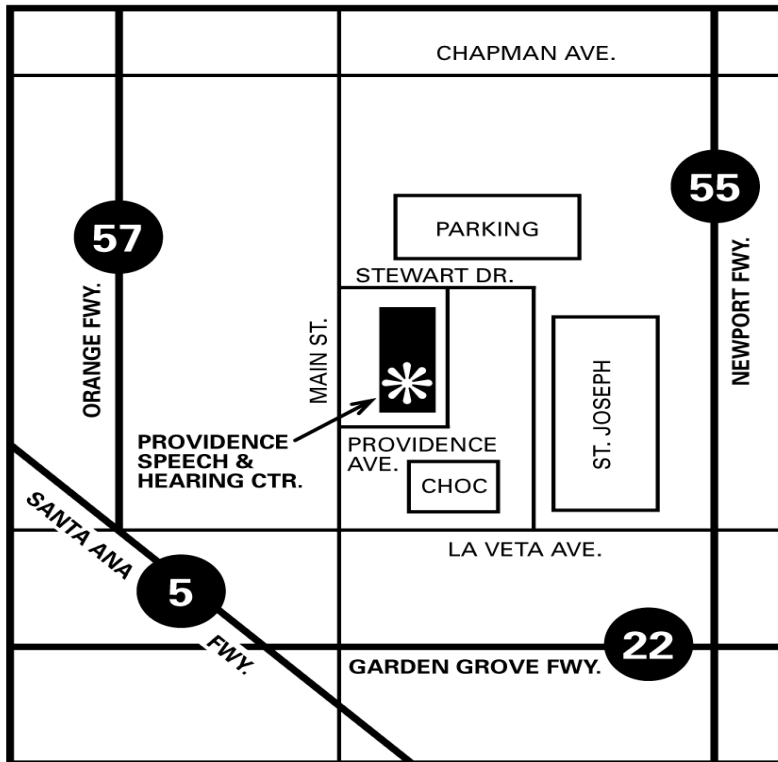 CHAPMAN AVE.
55
PARKING
57
STEWART DR.
NEWPORT FWY.
ORANGE FWY.
MAIN ST.
ST. JOSEPH
PROVIDENCE
SPEECH &
HEARING CTR.
PROVIDENCE
AVE.
CHOC
SANTA ANA
FWY.
5
LA VETA AVE.
22
GARDEN GROVE FWY.